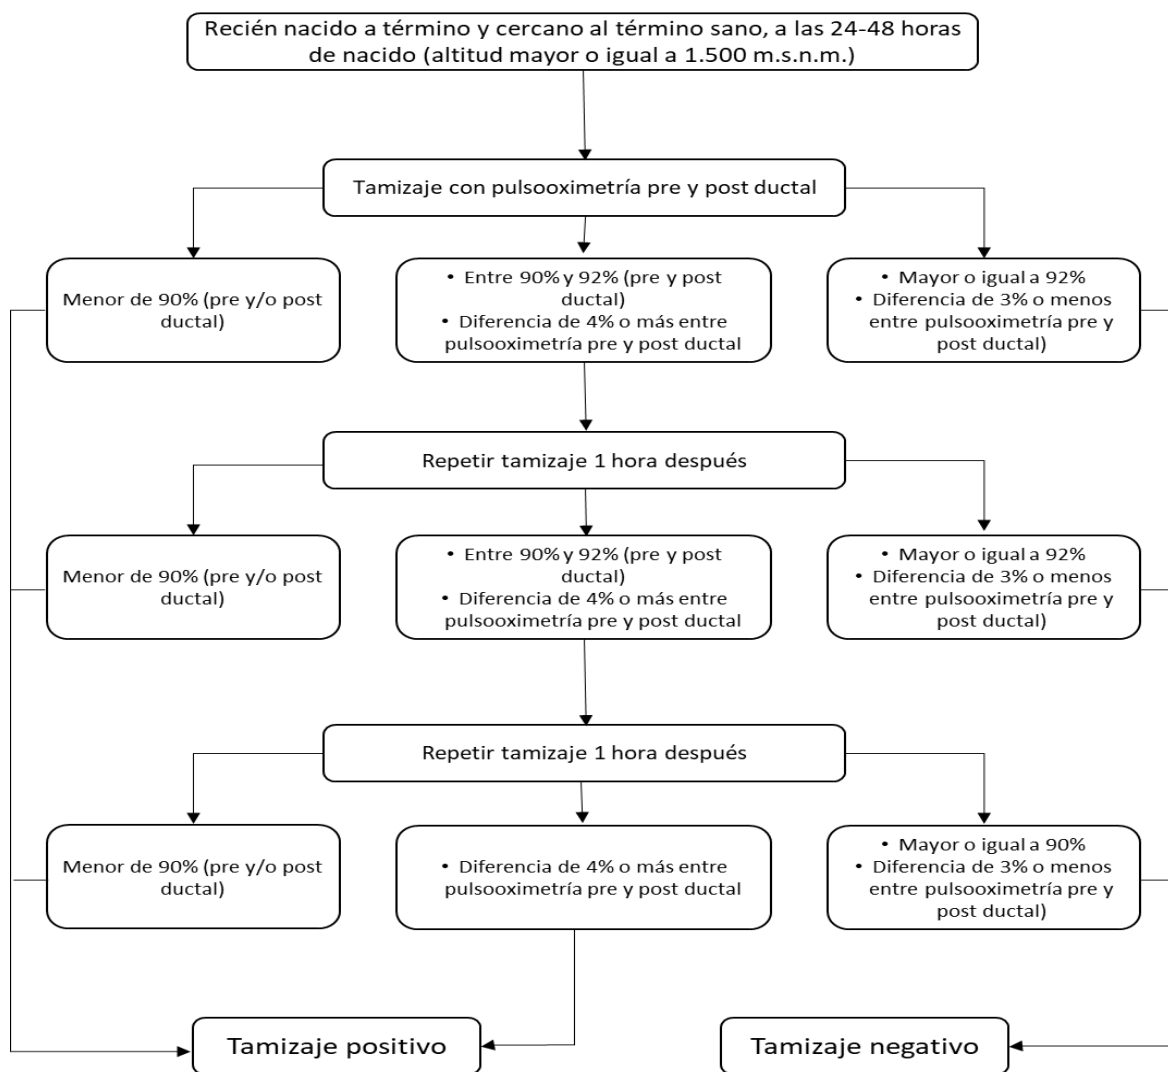 Recién nacido a término y cercano al término sano, a las 24-48 horas
de nacido (altitud mayor o igual a 1.500 m.s.n.m.)
Tamizaje con pulsooximetría pre y post ductal
Menor de 90% (pre y/o post
ductal)
• Entre 90% y 92% (pre y post
ductal)
• Diferencia de 4% o más entre
pulsooximetría pre y post ductal
• Mayor o igual a 92%
• Diferencia de 3% o menos
entre pulsooximetría pre y
post ductal)
Repetir tamizaje 1 hora después
Menor de 90% (pre y/o post
ductal)
• Entre 90% y 92% (pre y post
ductal)
• Diferencia de 4% o más entre
pulsooximetría pre y post ductal
• Mayor o igual a 92%
• Diferencia de 3% o menos
entre pulsooximetría pre y
post ductal)
Repetir tamizaje 1 hora después
Menor de 90% (pre y/o post
ductal)
• Diferencia de 4% o más entre
pulsooximetría pre y post ductal
• Mayor o igual a 90%
• Diferencia de 3% o menos
entre pulsooximetría pre y
post ductal)
Tamizaje positivo
Tamizaje negativo